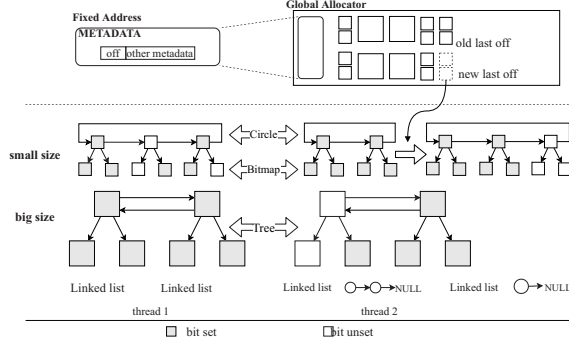 Fixed Address
METADATA
off other metadata
Global Allocator
old last off
new last off
small size
Circle
Bitmap
big size
Tree
Linked list
Linked list
Linked list
NULL
Linked list
NULL
thread 1
thread 2
bit set
bit unset